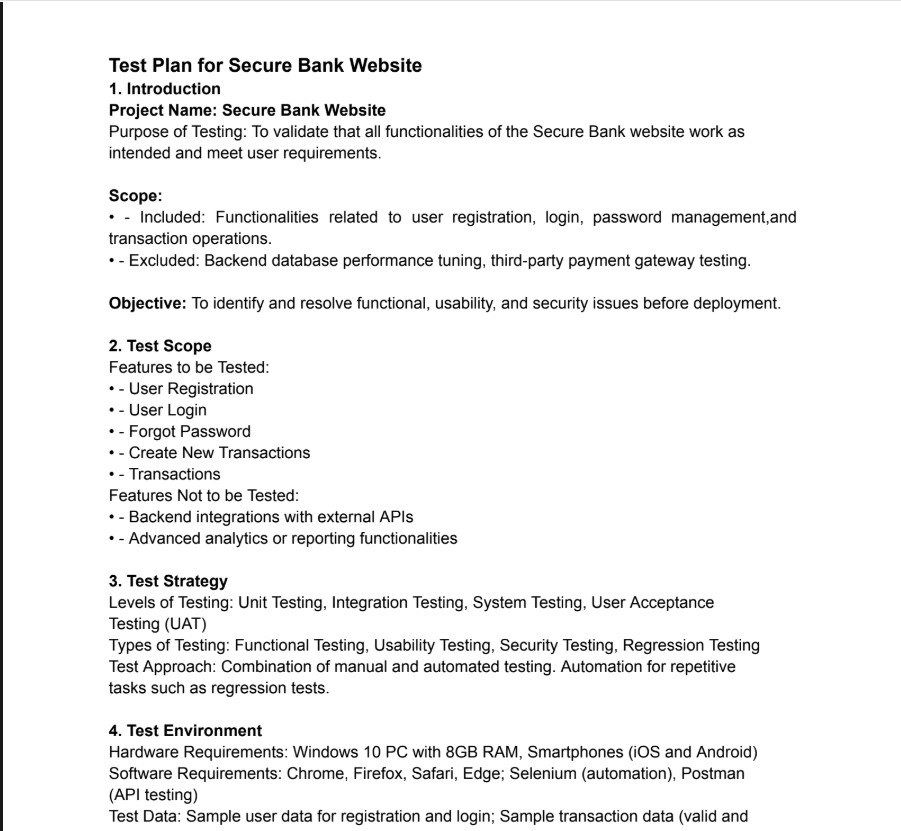 Test Plan for Secure Bank Website
1. Introduction
Project Name: Secure Bank Website
Purpose of Testing: To validate that all functionalities of the Secure Bank website work as
intended and meet user requirements.
Scope:
• - Included: Functionalities related to user registration, login, password management,and
transaction operations.
• - Excluded: Backend database performance tuning, third-party payment gateway testing.
Objective: To identify and resolve functional, usability, and security issues before deployment.
2. Test Scope
Features to be Tested:
• - User Registration
• - User Login
• - Forgot Password
• - Create New Transactions
• - Transactions
Features Not to be Tested:
• - Backend integrations with external APIs
• - Advanced analytics or reporting functionalities
3. Test Strategy
Levels of Testing: Unit Testing, Integration Testing, System Testing, User Acceptance
Testing (UAT)
Types of Testing: Functional Testing, Usability Testing, Security Testing, Regression Testing
Test Approach: Combination of manual and automated testing. Automation for repetitive
tasks such as regression tests.
4. Test Environment
Hardware Requirements: Windows 10 PC with 8GB RAM, Smartphones (iOS and Android)
Software Requirements: Chrome, Firefox, Safari, Edge; Selenium (automation), Postman
(API testing)
Test Data: Sample user data for registration and login; Sample transaction data (valid and